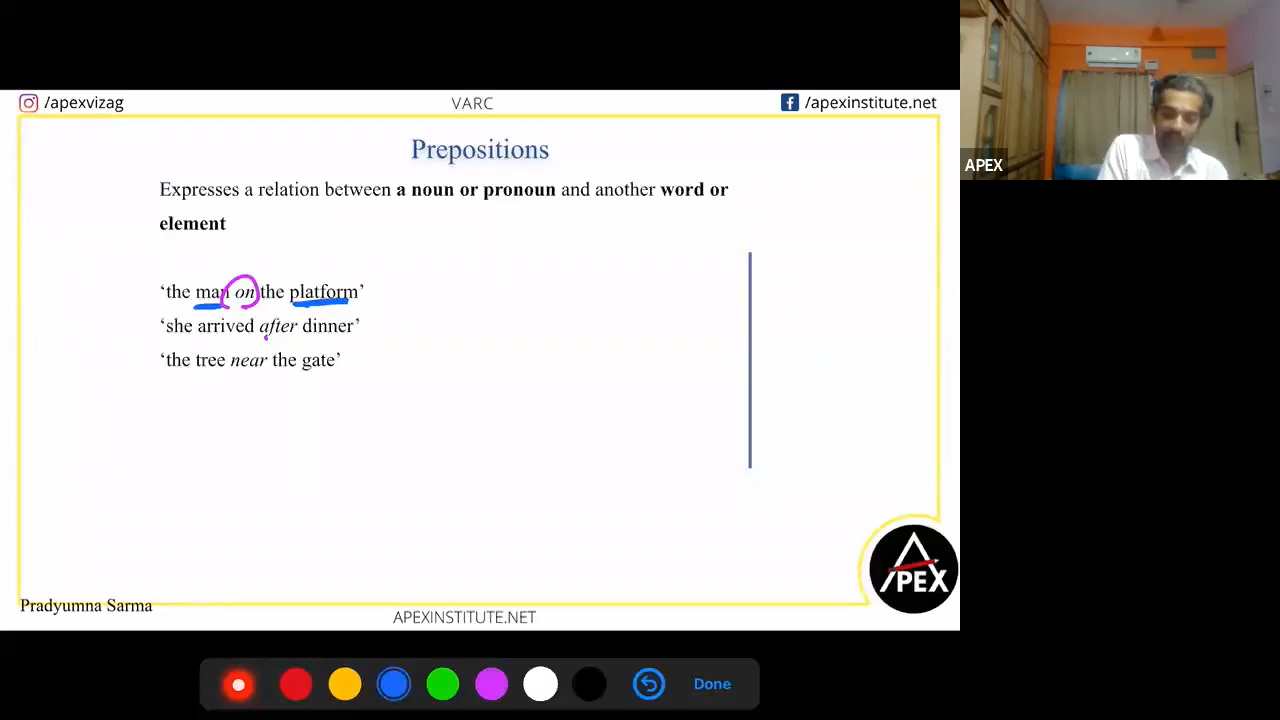 /apexvizag
VARC
/apexinstitute.net
Prepositions
Expresses a relation between a noun or pronoun and another word or
element
‘the man on the platform’
‘she arrived after dinner’
‘the tree near the gate’
APEX
APEX
Pradyumna Sarma
APEXINSTITUTE.NET
Done